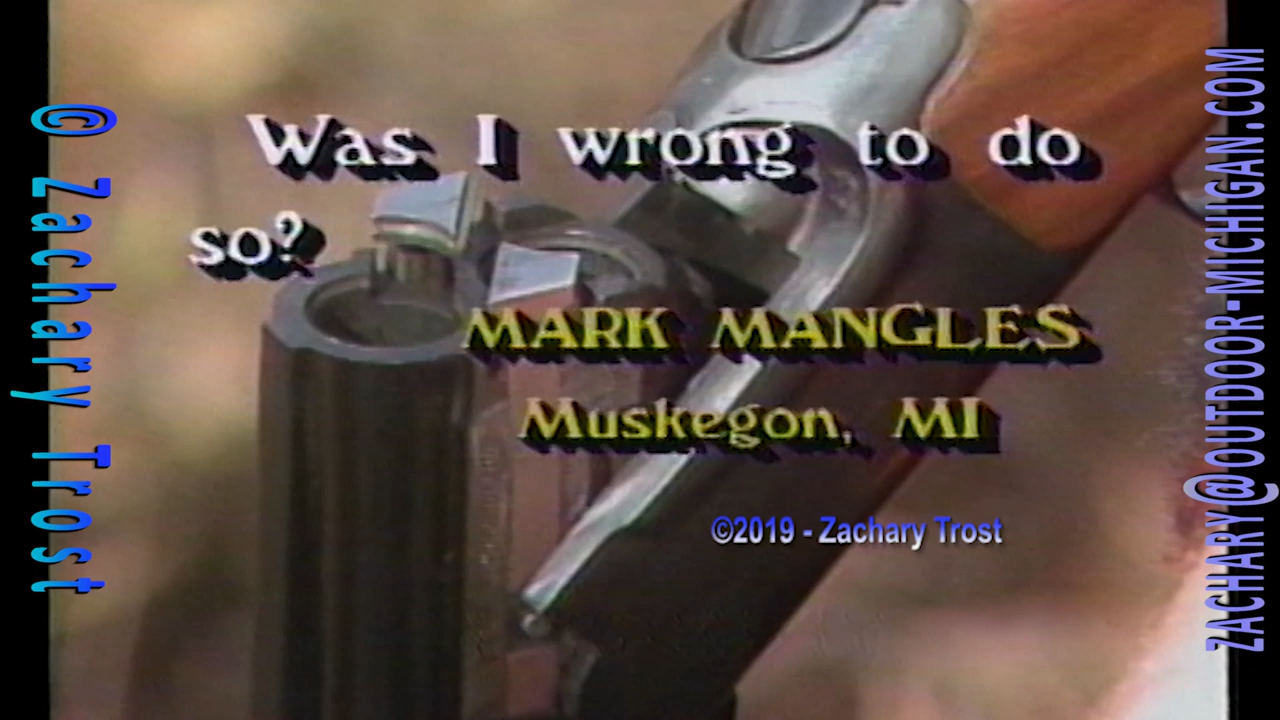 Was I wrong to do
so?
MARK MANGLES
Muskegon, MI
©2019 - Zachary Trost
© Zachary Trost
ZACHARY@OUTDOOR-MICHIGAN.COM